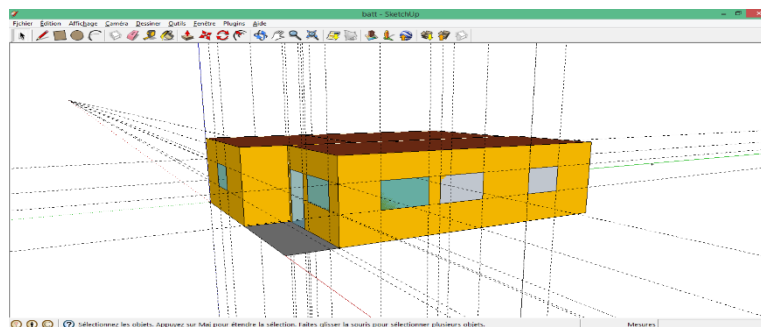 batt - SketchUp
Fichier Édition Affichage Caméra Dessiner Outils Fenêtre Plugins Aide
Sélectionnez les objets. Appuyez sur Maj pour étendre la sélection. Faites glisser la souris pour sélectionner plusieurs objets. Mesures